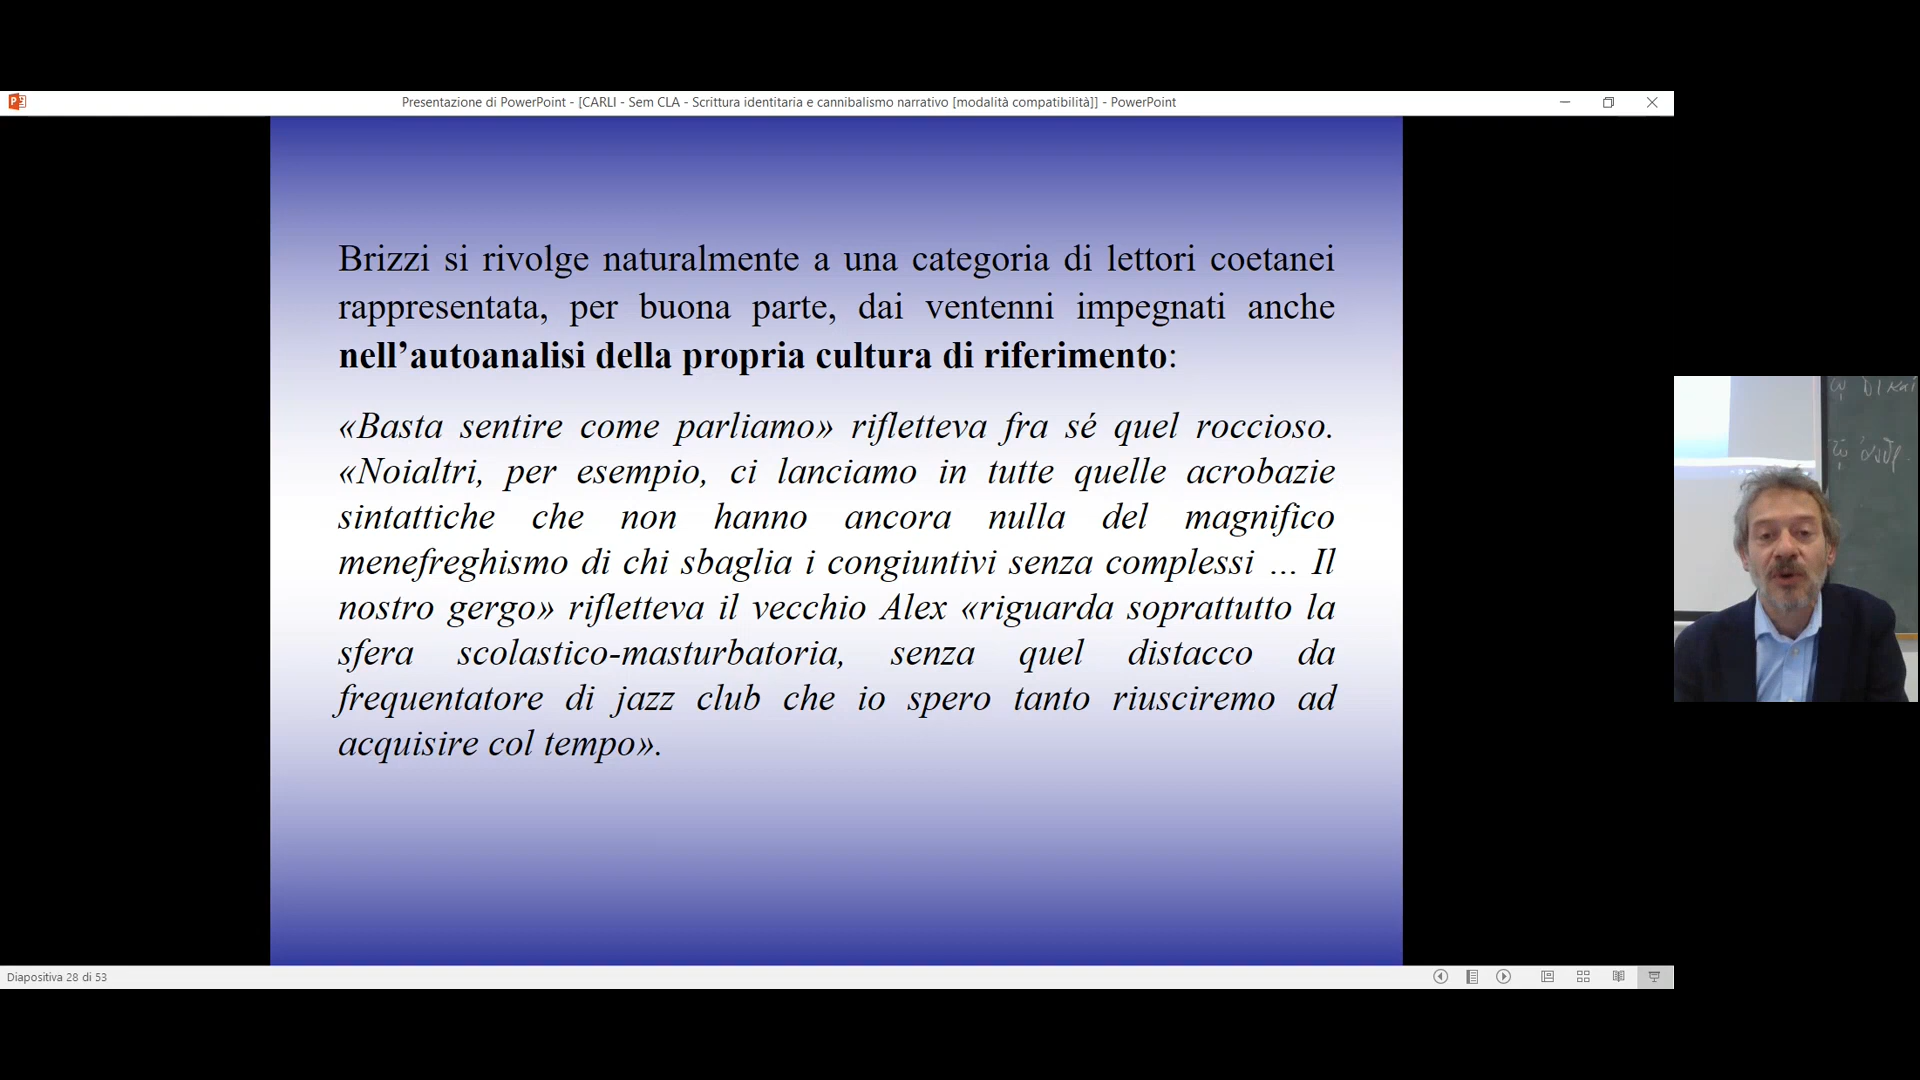 Presentazione di PowerPoint - [CARLI - Sem CLA - Scrittura identitaria e cannibalismo narrativo [modalità compatibilità]] - PowerPoint
Brizzi si rivolge naturalmente a una categoria di lettori coetanei
rappresentata, per buona parte, dai ventenni impegnati anche
nell’autoanalisi della propria cultura di riferimento:
«Basta sentire come parliamo» rifletteva fra sé quel roccioso.
«Noialtri, per esempio, ci lanciamo in tutte quelle acrobazie
sintattiche che non hanno ancora nulla del magnifico
menefreghismo di chi sbaglia i congiuntivi senza complessi … Il
nostro gergo» rifletteva il vecchio Alex «riguarda soprattutto la
sfera scolastico-masturbatoria, senza quel distacco da
frequentatore di jazz club che io spero tanto riusciremo ad
acquisire col tempo».
Diapositiva 28 di 53